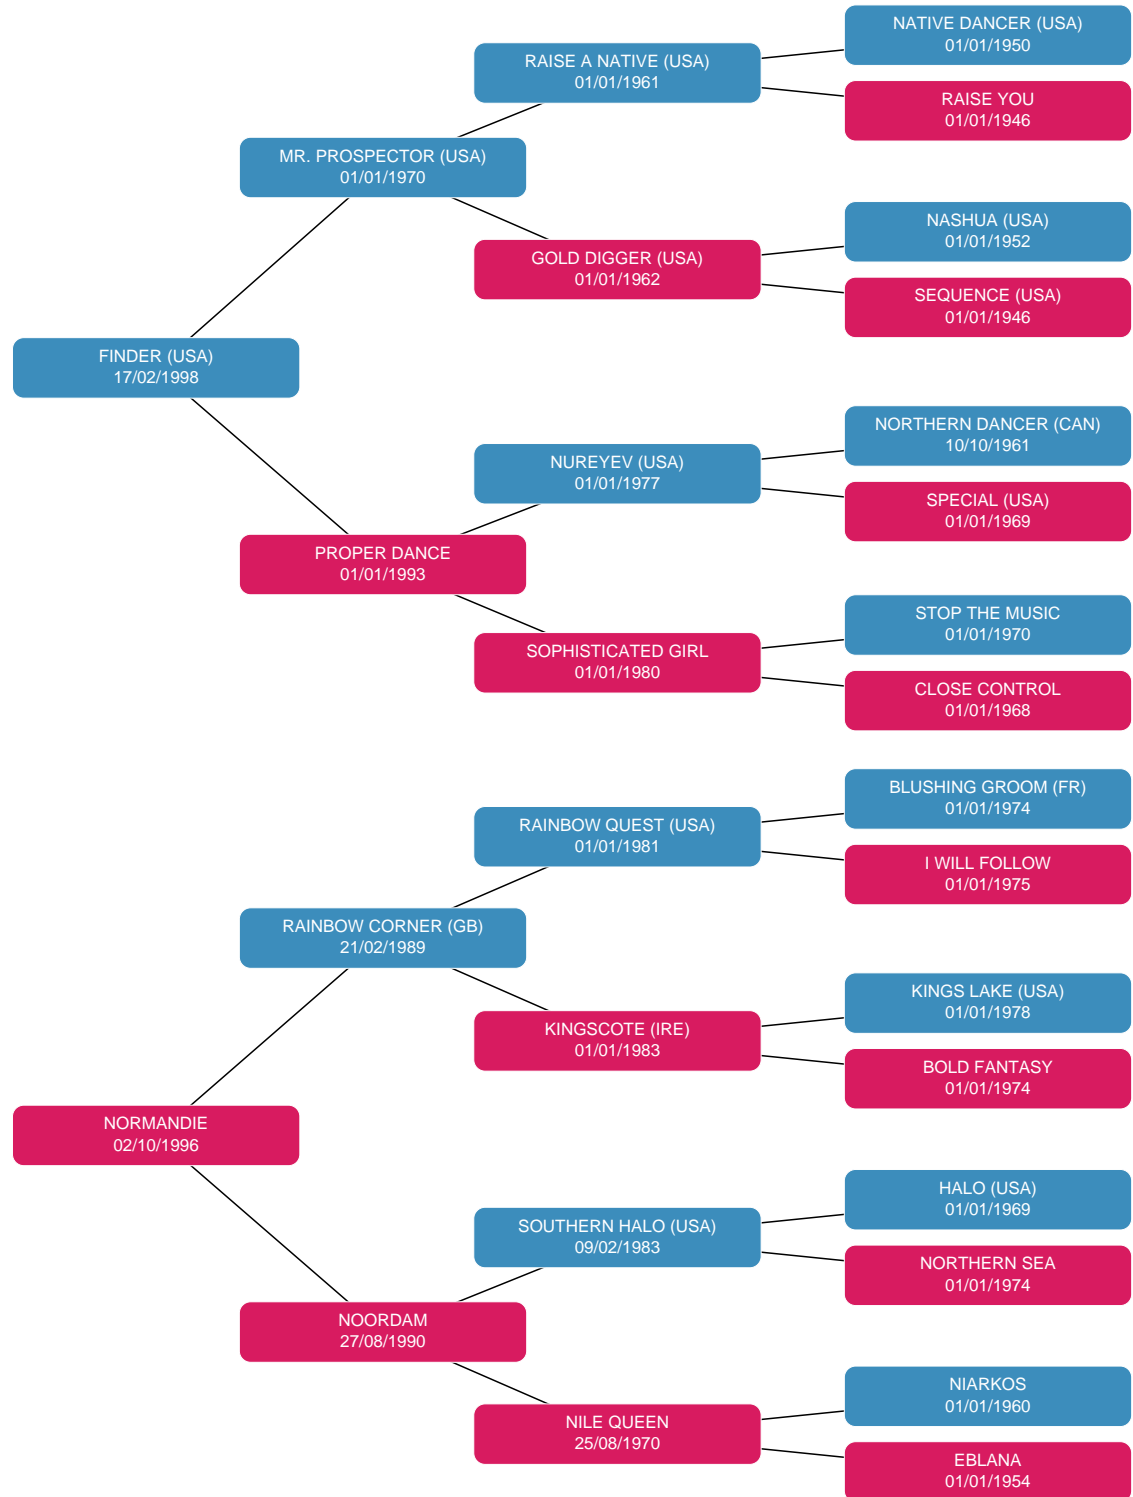 NATIVE DANCER (USA)
01/01/1950
RAISE A NATIVE (USA)
01/01/1961
RAISE YOU
01/01/1946
MR. PROSPECTOR (USA)
01/01/1970
NASHUA (USA)
01/01/1952
GOLD DIGGER (USA)
01/01/1962
SEQUENCE (USA)
01/01/1946
FINDER (USA)
17/02/1998
NORTHERN DANCER (CAN)
10/10/1961
NUREYEV (USA)
01/01/1977
SPECIAL (USA)
01/01/1969
PROPER DANCE
01/01/1993
STOP THE MUSIC
01/01/1970
SOPHISTICATED GIRL
01/01/1980
CLOSE CONTROL
01/01/1968
BLUSHING GROOM (FR)
01/01/1974
RAINBOW QUEST (USA)
01/01/1981
I WILL FOLLOW
01/01/1975
RAINBOW CORNER (GB)
21/02/1989
KINGS LAKE (USA)
01/01/1978
KINGSCOTE (IRE)
01/01/1983
BOLD FANTASY
01/01/1974
NORMANDIE
02/10/1996
HALO (USA)
01/01/1969
SOUTHERN HALO (USA)
09/02/1983
NORTHERN SEA
01/01/1974
NOORDAM
27/08/1990
NIARKOS
01/01/1960
NILE QUEEN
25/08/1970
EBLANA
01/01/1954